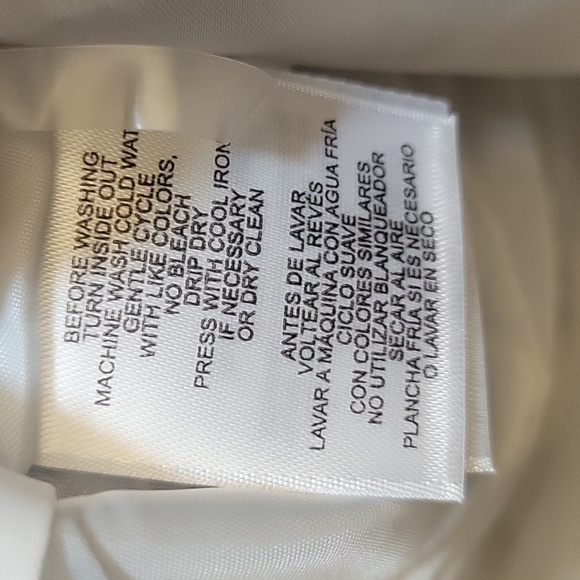 BEFORE WASHING
TURN INSIDE OUT
MACHINE WASH COLD WAT
GENTLE CYCLE
WITH LIKE COLORS,
NO BLEACH
DRIP DRY
PRESS WITH COOL IRON
IF NECESSARY
OR DRY CLEAN
ANTES DE LAVAR
VOLTEAR AL REVÉS
LAVAR A MÁQUINA CON AGUA FRÍA
CICLO SUAVE
CON COLORES SIMILARES
NO UTILIZAR BLANQUEADOR
SECAR AL AIRE
PLANCHA FRIA SI ES NECESARIO
O LAVAR EN SECO